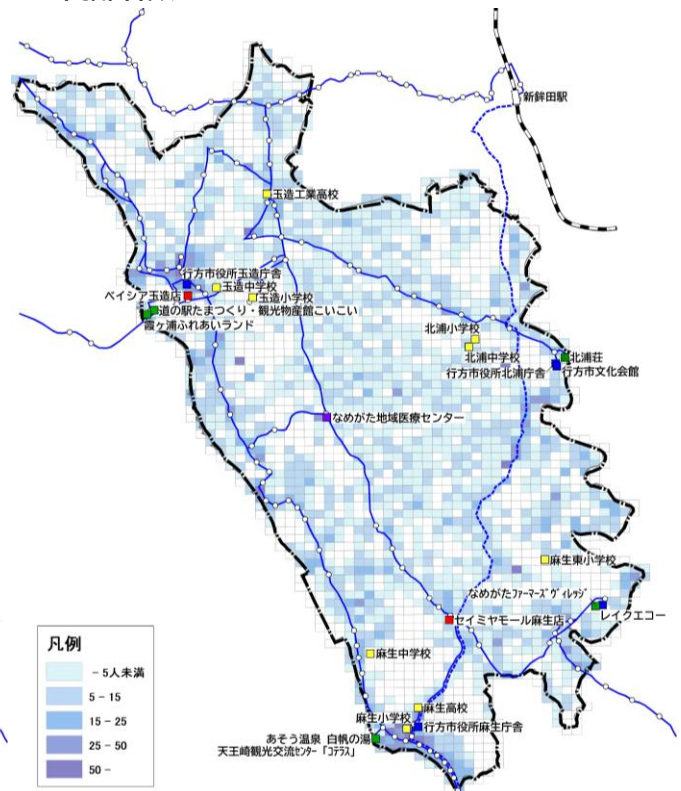 新鉾田駅
玉造工業高校
行方市役所玉造庁舎
玉造中学校
ベイシア玉造店
玉造小学校
道の駅たまつくり・観光物産館こいこい
霞ヶ浦ふれあいランド
北浦小学校
北浦中学校
北浦荘
行方市役所北浦庁舎
行方市文化会館
なめがた地域医療センター
麻生東小学校
なめがたファーマーズヴィレッジ
レイクエコー
セイミヤモール麻生店
麻生中学校
麻生高校
麻生小学校
行方市役所麻生庁舎
あそう温泉 白帆の湯
天王崎観光交流センター「コテラス」
凡例
- 5人未満
5 - 15
15 - 25
25 - 50
50 -